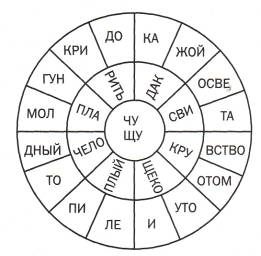 ДО
КА
ЖОЙ
ОСВЕ
ТА
ВСТВО
ОТОМ
УТО
И
ЛЕ
ПИ
ТО
ДНЫЙ
МОЛ
ГУН
КРИ
РИТЬ
ДАК
СВИ
КРУ
ЩЕКО
ПЛЫЙ
ЧЕЛО
ПЛА
ЧУ
ЩУ